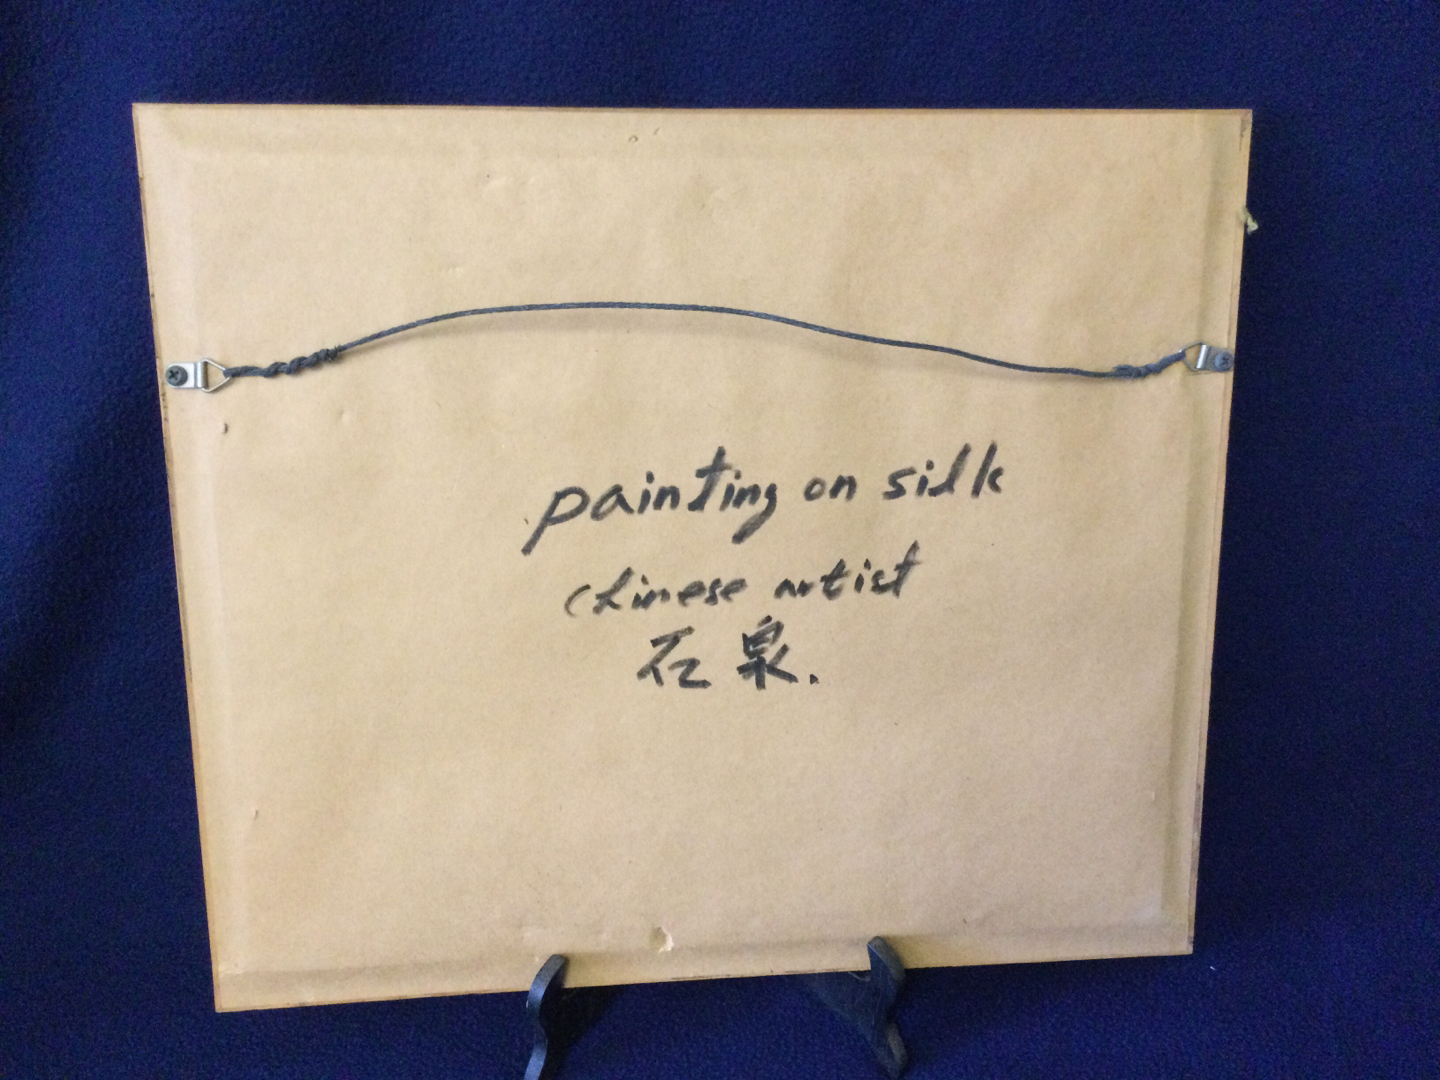 painting on silk
chinese artist
石泉.